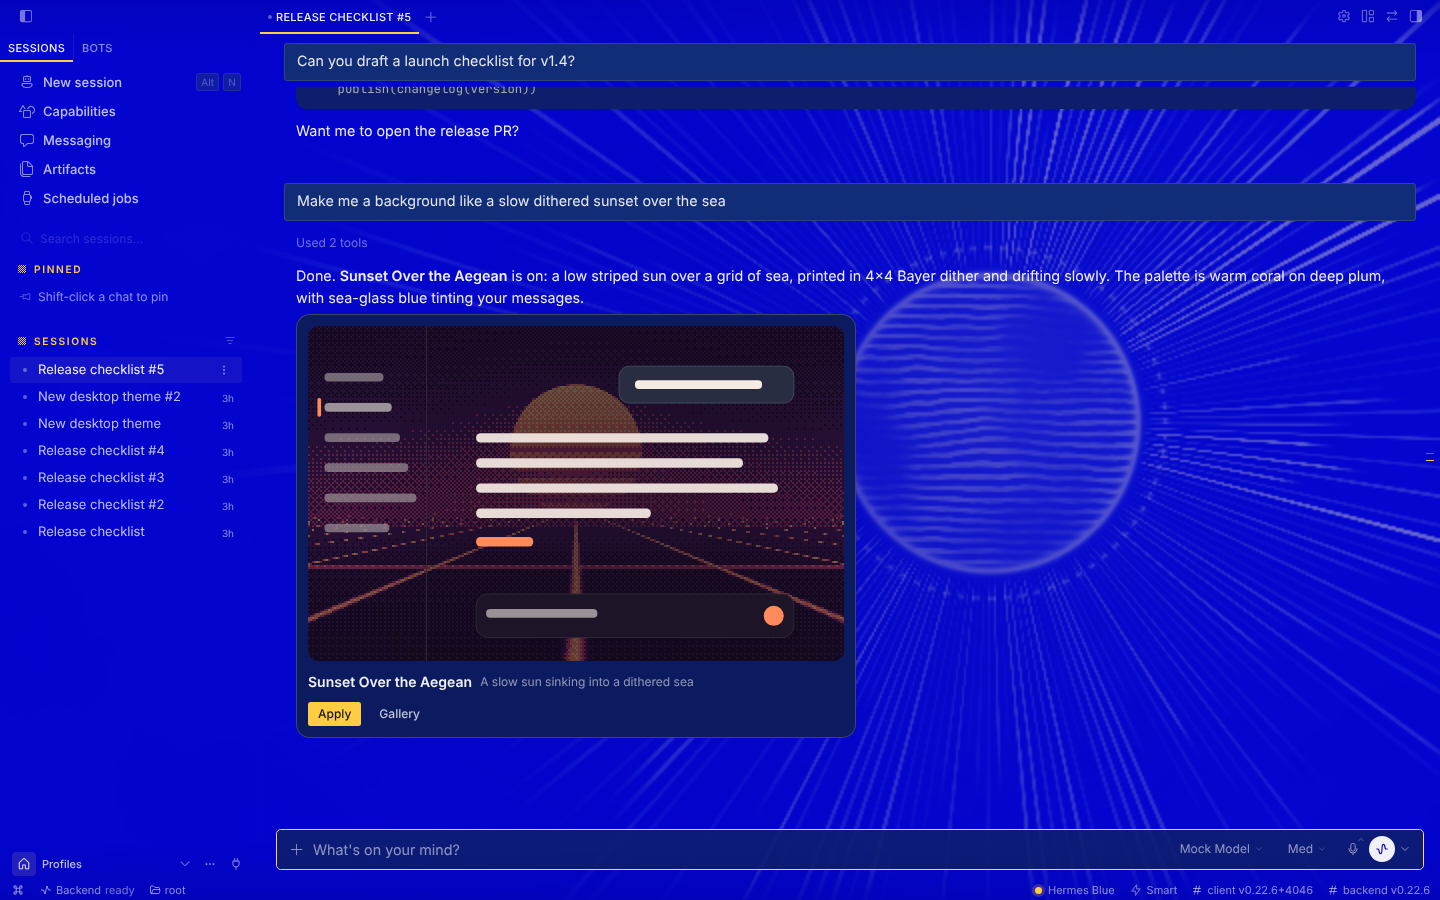 RELEASE CHECKLIST #5
SESSIONS
BOTS
New session
Alt
N
Capabilities
Messaging
Artifacts
Scheduled jobs
Search sessions...
PINNED
Shift-click a chat to pin
SESSIONS
Release checklist #5
New desktop theme #2
3h
New desktop theme
3h
Release checklist #4
3h
Release checklist #3
3h
Release checklist #2
3h
Release checklist
3h
Can you draft a launch checklist for v1.4?
publish(changelog(version))
Want me to open the release PR?
Make me a background like a slow dithered sunset over the sea
Used 2 tools
Done. Sunset Over the Aegean is on: a low striped sun over a grid of sea, printed in 4×4 Bayer dither and drifting slowly. The palette is warm coral on deep plum,
with sea-glass blue tinting your messages.
Sunset Over the Aegean
A slow sun sinking into a dithered sea
Apply
Gallery
What's on your mind?
Mock Model
Med
Profiles
Backend ready
root
Hermes Blue
Smart
client v0.22.6+4046
backend v0.22.6